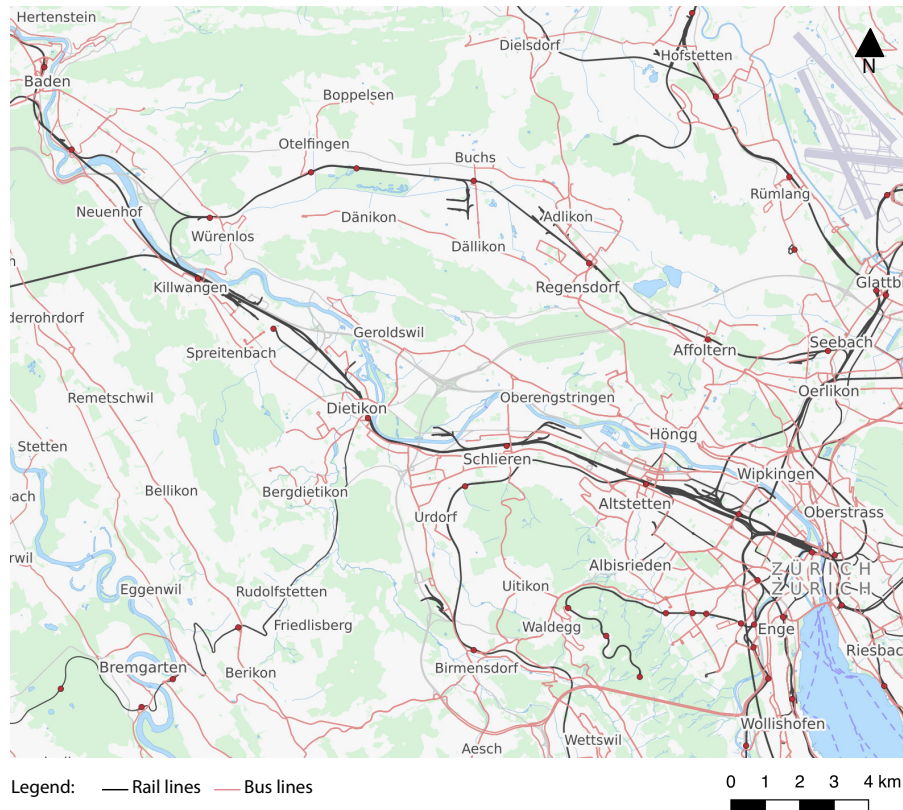 Hertenstein
Dielsdorf
Hofstetten
N
Baden
Boppelsen
Otelfingen
Buchs
Rümlang
Neuenhof
Dänikon
Adlikon
Würenlos
Dällikon
n
Killwangen
Regensdorf
Glattbr
derrohrdorf
Geroldswil
Spreitenbach
Affoltern
Seebach
Remetschwil
Dietikon
Oberengstringen
Oerlikon
Höngg
Stetten
Schlieren
Wipkingen
bach
Bellikon
Bergdietikon
Altstetten
Oberstrass
Urdorf
erwil
Albisrieden
ZÜRICH
ZURICH
Eggenwil
Rudolfstetten
Uitikon
Friedlisberg
Waldegg
Enge
Riesbac
Bremgarten
Berikon
Birmensdorf
Wollishofen
Aesch
Wettswil
Legend: Rail lines Bus lines
0 1 2 3 4 km